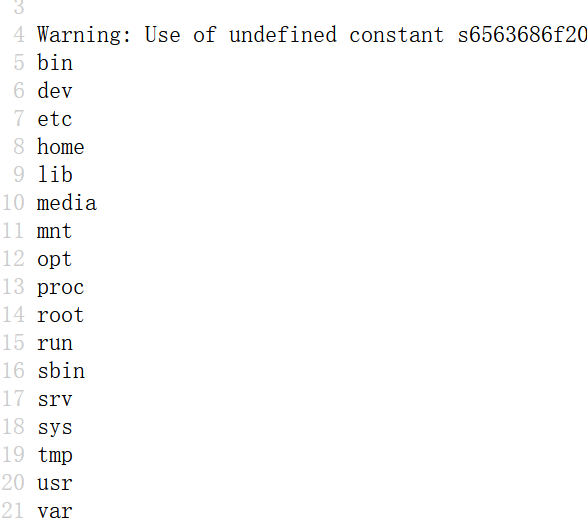 3
4 Warning: Use of undefined constant s6563686f20
5 bin
6 dev
7 etc
8 home
9 lib
10 media
11 mnt
12 opt
13 proc
14 root
15 run
16 sbin
17 srv
18 sys
19 tmp
20 usr
21 var